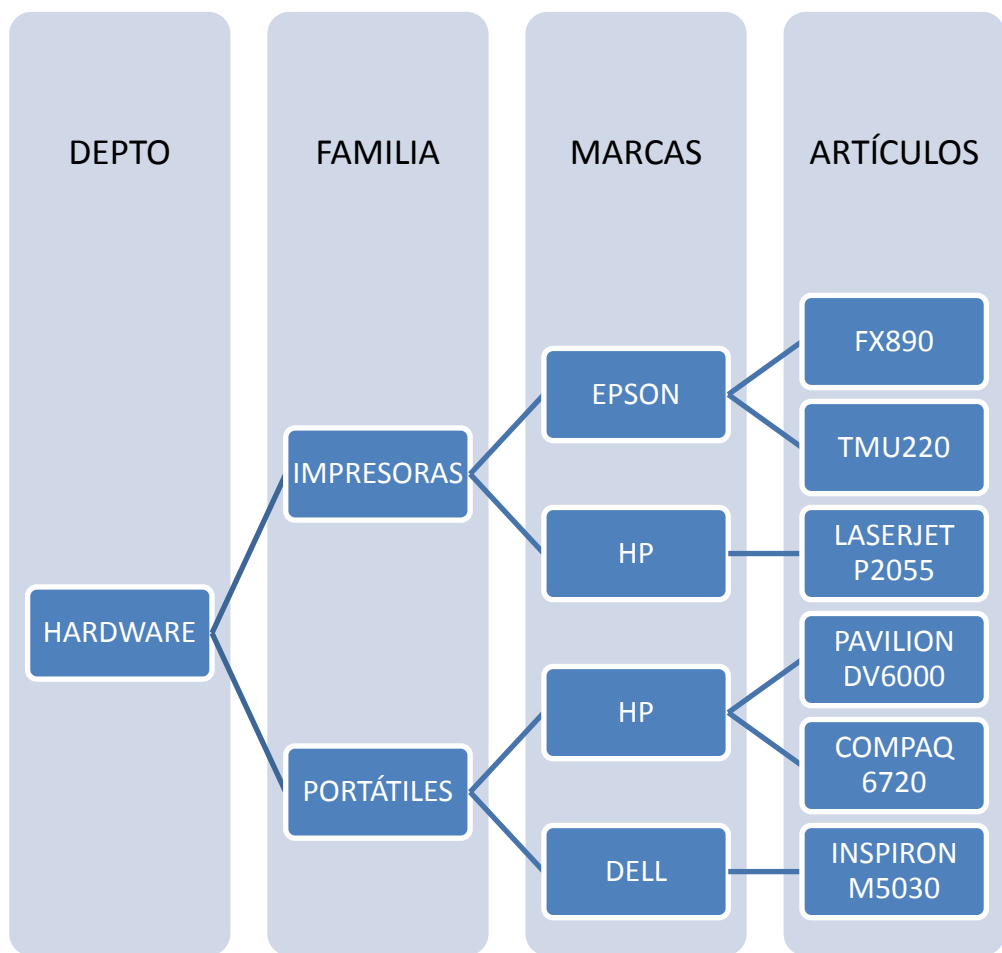 DEPTO
FAMILIA
MARCAS
ARTÍCULOS
HARDWARE
IMPRESORAS
PORTÁTILES
EPSON
HP
HP
DELL
FX890
TMU220
LASERJET
P2055
PAVILION
DV6000
COMPAQ
6720
INSPIRON
M5030